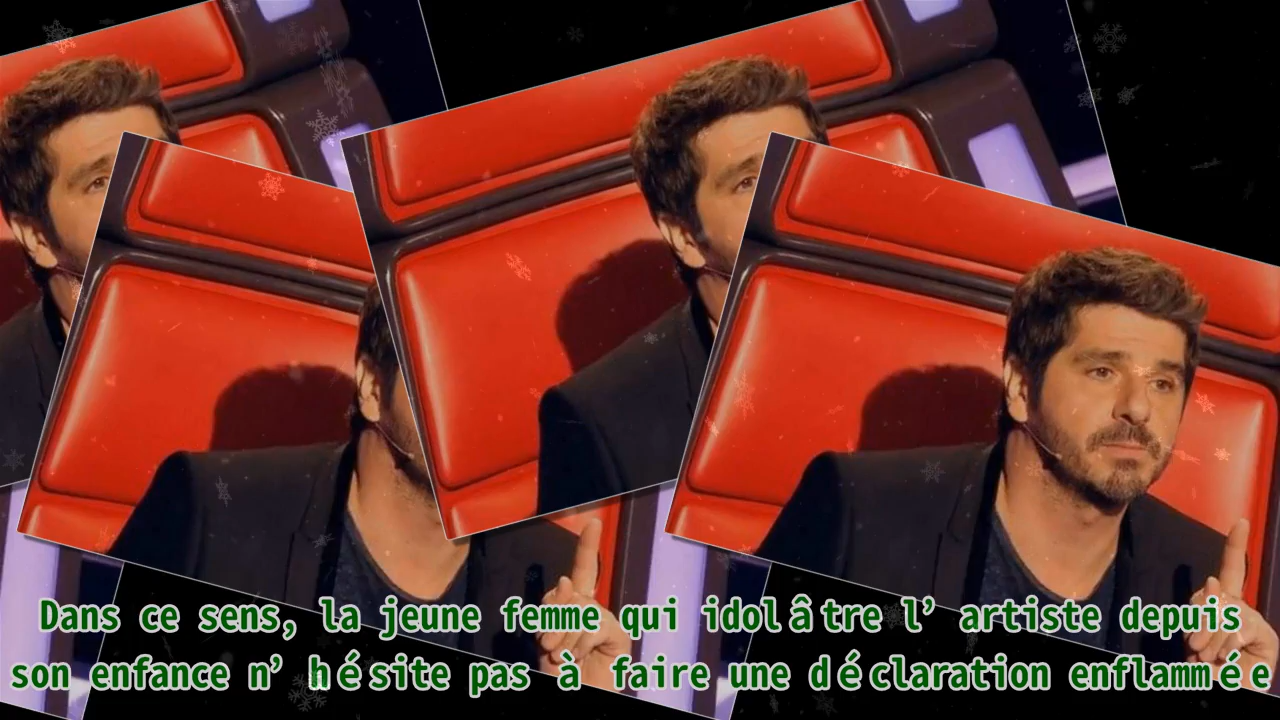 Dans ce sens, la jeune femme qui idolâtre l’ artiste depuis
son enfance n’ hésite pas à faire une déclaration enflammée